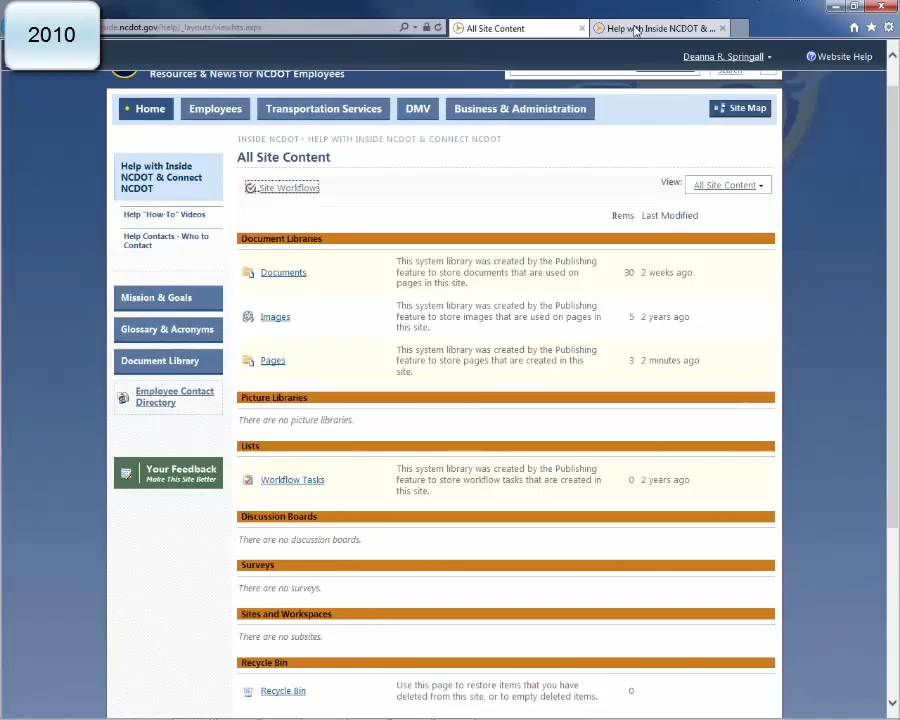 2010
ide.ncdot.gov/help/_layouts/viewlsts.aspx
All Site Content
Help with Inside NCDOT & ...
Deanna R. Springall
Website Help
Resources & News for NCDOT Employees
Search
Home
Employees
Transportation Services
DMV
Business & Administration
Site Map
INSIDE NCDOT • HELP WITH INSIDE NCDOT & CONNECT NCDOT
Help with Inside
NCDOT & Connect
NCDOT
Help "How-To" Videos
Help Contacts - Who to
Contact
Mission & Goals
Glossary & Acronyms
Document Library
Employee Contact
Directory
Your Feedback
Make This Site Better
All Site Content
Site Workflows
View: All Site Content
Items Last Modified
Document Libraries
Documents
This system library was created by the Publishing
feature to store documents that are used on
pages in this site.
30 2 weeks ago
Images
This system library was created by the Publishing
feature to store images that are used on pages in
this site.
5 2 years ago
Pages
This system library was created by the Publishing
feature to store pages that are created in this
site.
3 2 minutes ago
Picture Libraries
There are no picture libraries.
Lists
Workflow Tasks
This system library was created by the Publishing
feature to store workflow tasks that are created in
this site.
0 2 years ago
Discussion Boards
There are no discussion boards.
Surveys
There are no surveys.
Sites and Workspaces
There are no subsites.
Recycle Bin
Recycle Bin
Use this page to restore items that you have
deleted from this site, or to empty deleted items.
0